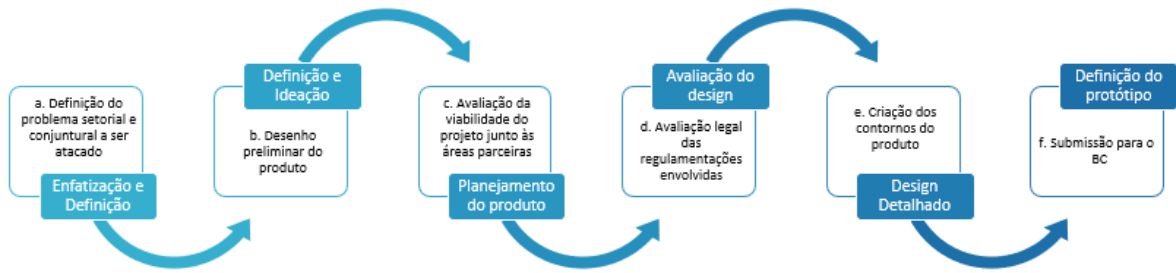 a. Definição do
problema setorial e
conjuntural a ser
atacado
Enfatização e
Definição
Definição e
Ideação
b. Desenho
preliminar do
produto
c. Avaliação da
viabilidade do
projeto junto às
áreas parceiras
Planejamento
do produto
Avaliação do
design
d. Avaliação legal
das
regulamentações
envolvidas
e. Criação dos
contornos do
produto
Design
Detalhado
Definição do
protótipo
f. Submissão para o
BC